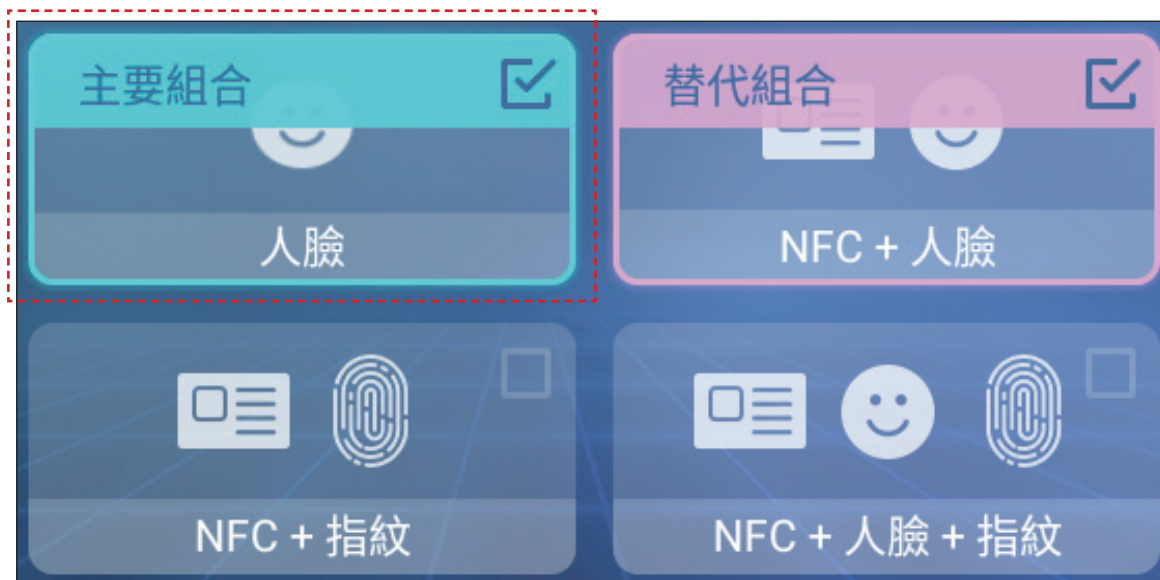 主要組合
替代組合
人臉
NFC + 人臉
NFC + 指紋
NFC + 人臉 + 指紋